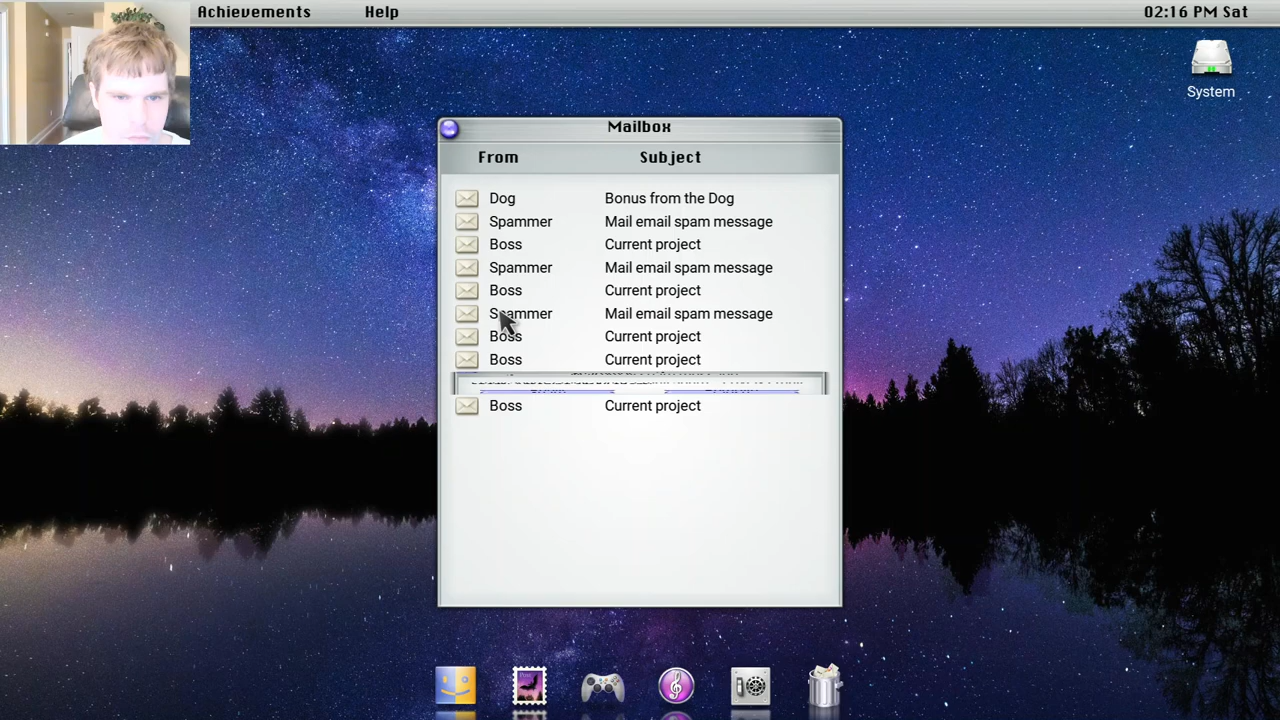 Achievements Help 02:16 PM Sat
System
Mailbox
From Subject
Dog Bonus from the Dog
Spammer Mail email spam message
Boss Current project
Spammer Mail email spam message
Boss Current project
Spammer Mail email spam message
Boss Current project
Boss Current project
Boss Current project